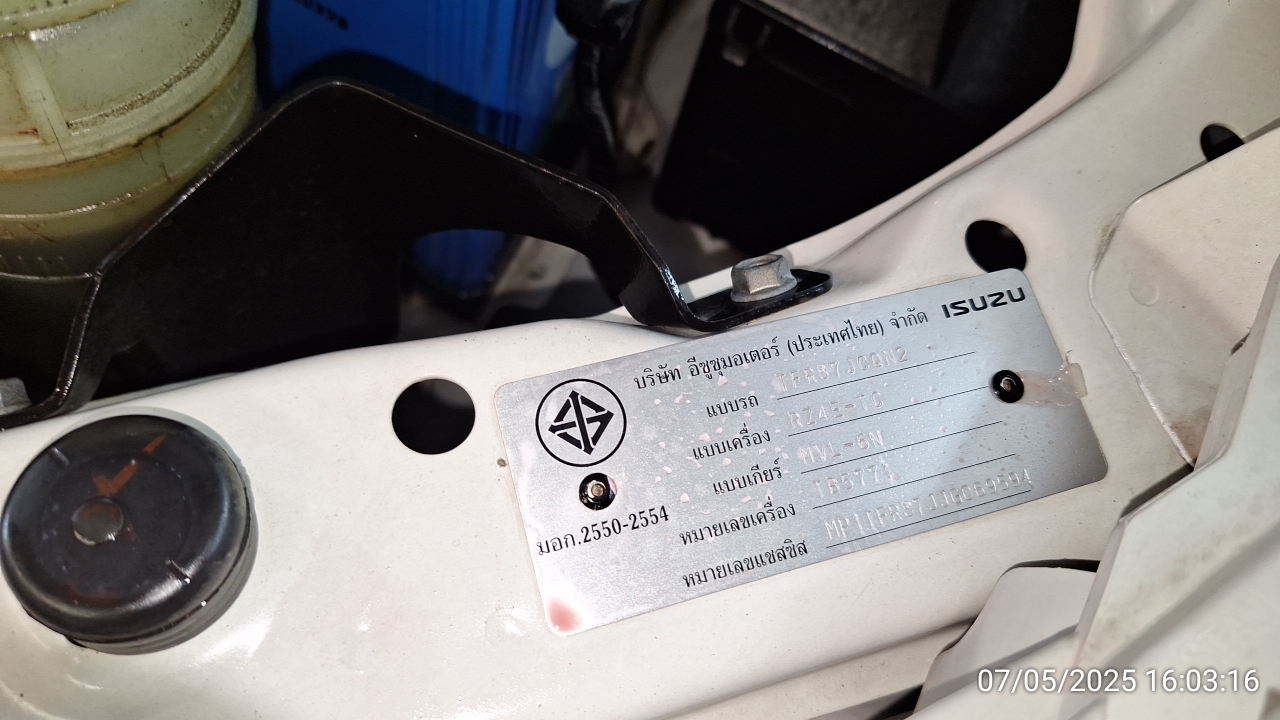 ISUZU
บริษัท อีซูซุมอเตอร์ (ประเทศไทย) จำกัด
แบบรถ
แบบเครื่อง RZ4E-TC
แบบเกียร์ MVL-6N
หมายเลขเครื่อง
หมายเลขแชสซิส
มอก.2550-2554
07/05/2025 16:03:16